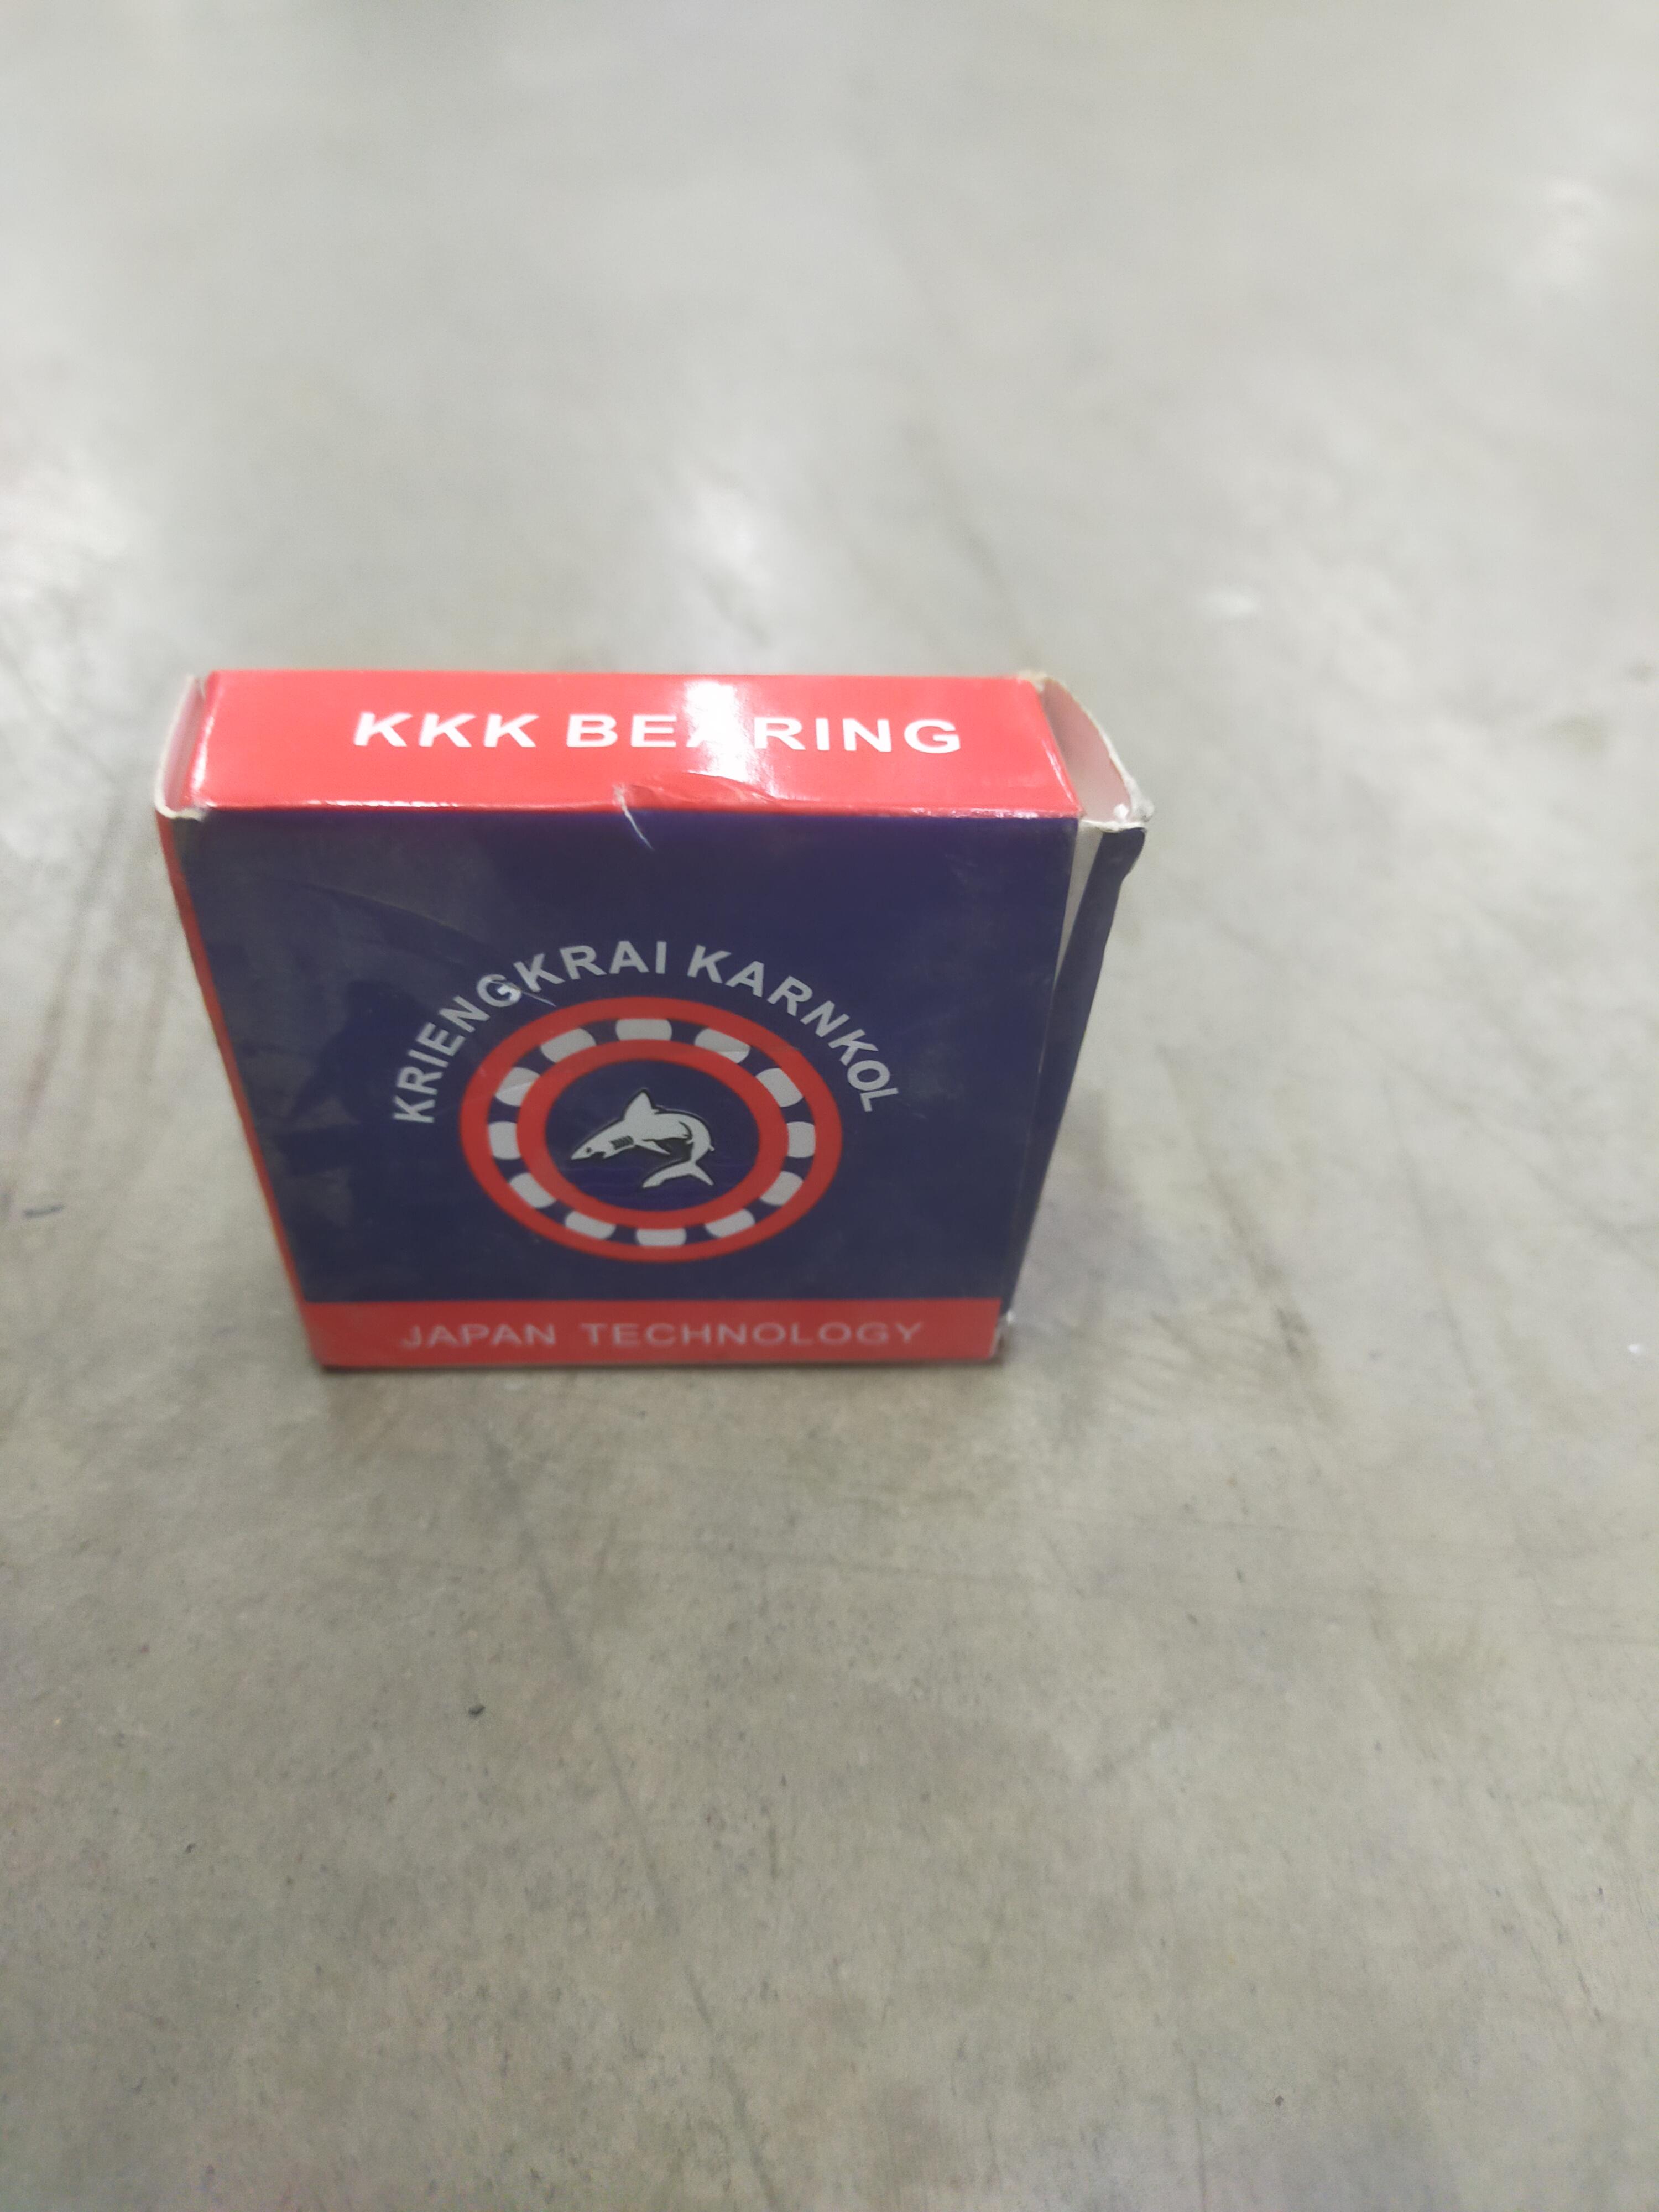 KKK BEARING
KRIENGKRAI KARNKOL
JAPAN TECHNOLOGY